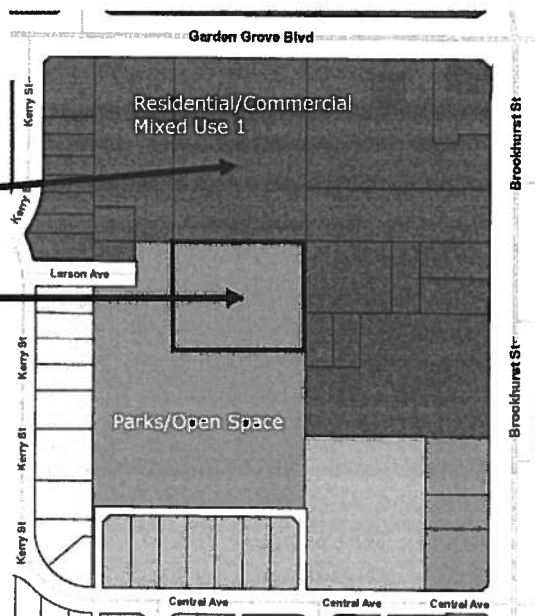 Garden Grove Blvd
Kerry St
Residential/Commercial
Mixed Use 1
Brookhurst St
Kerry
Larson Ave
Kerry St
Brookhurst St
Parks/Open Space
Kerry St
Kerry St
Central Ave
Central Ave
Central Ave